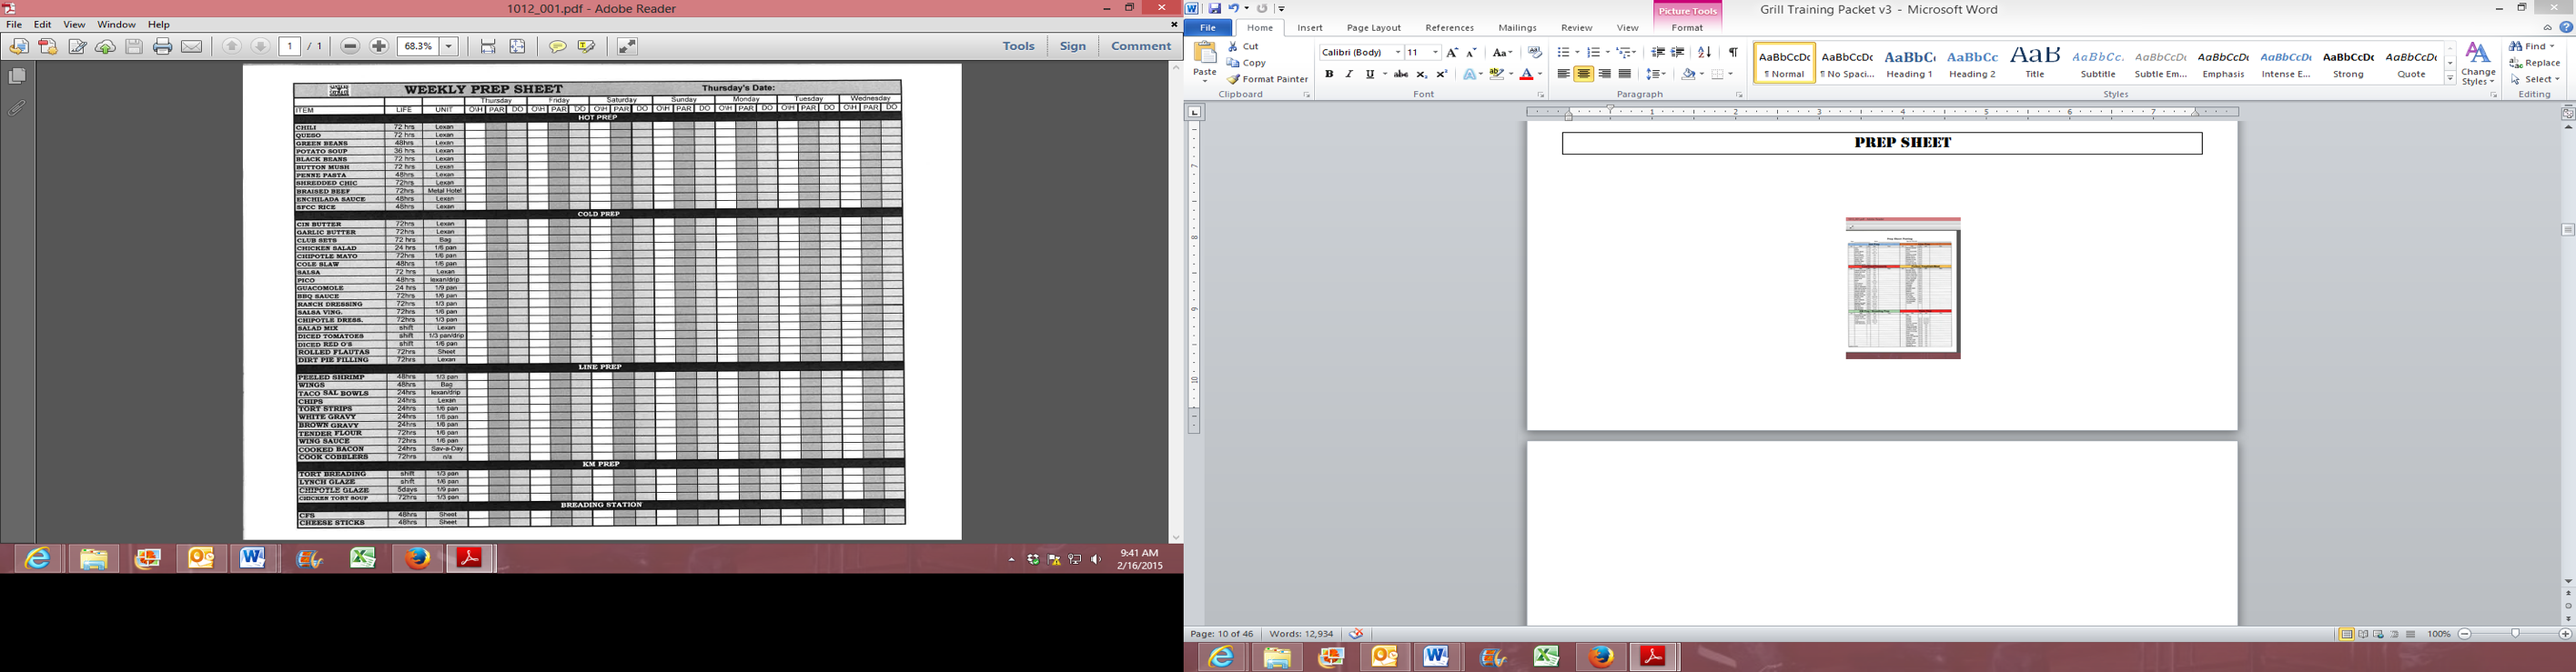 1012_001.pdf - Adobe Reader
File Edit View Window Help
1 / 1 68.3% Tools Sign Comment
WEEKLY PREP SHEET Thursday's Date:
Thursday Friday Saturday Sunday Monday Tuesday Wednesday
ITEM LIFE UNIT O\H PAR DO O\H PAR DO O\H PAR DO O\H PAR DO O\H PAR DO O\H PAR DO O\H PAR DO
HOT PREP
CHILI 72 hrs Lexan
QUESO 72 hrs Lexan
GREEN BEANS 48hrs Lexan
POTATO SOUP 36 hrs Lexan
BLACK BEANS 72 hrs Lexan
BUTTON MUSH 72 hrs Lexan
PENNE PASTA 48hrs Lexan
SHREDDED CHIC 72hrs Lexan
BRAISED BEEF 72hrs Metal Hotel
ENCHILADA SAUCE 48hrs Lexan
SFCC RICE 48hrs Lexan
COLD PREP
CIN BUTTER 72hrs Lexan
GARLIC BUTTER 72hrs Lexan
CLUB SETS 72 hrs Bag
CHICKEN SALAD 24 hrs 1/6 pan
CHIPOTLE MAYO 72hrs 1/6 pan
COLE SLAW 48hrs 1/6 pan
SALSA 72 hrs Lexan
PICO 48hrs lexan/drip
GUACOMOLE 24 hrs 1/9 pan
BBQ SAUCE 72hrs 1/6 pan
RANCH DRESSING 72hrs 1/3 pan
SALSA VING. 72hrs 1/6 pan
CHIPOTLE DRESS. 72hrs 1/3 pan
SALAD MIX shift Lexan
DICED TOMATOES shift 1/3 pan/drip
DICED RED O'S shift 1/6 pan
ROLLED FLAUTAS 72hrs Sheet
DIRT PIE FILLING 72hrs Lexan
LINE PREP
PEELED SHRIMP 48hrs 1/3 pan
WINGS 48hrs Bag
TACO SAL BOWLS 24hrs lexan/drip
CHIPS 24hrs Lexan
TORT STRIPS 24hrs 1/6 pan
WHITE GRAVY 24hrs 1/6 pan
BROWN GRAVY 24hrs 1/6 pan
TENDER FLOUR 72hrs 1/6 pan
WING SAUCE 72hrs 1/6 pan
COOKED BACON 24hrs Sav-a-Day
COOK COBBLERS 72hrs n/a
KM PREP
TORT BREADING shift 1/3 pan
LYNCH GLAZE shift 1/6 pan
CHIPOTLE GLAZE 5days 1/9 pan
CHICKEN TORT SOUP 72hrs 1/3 pan
BREADING STATION
CFS 48hrs Sheet
CHEESE STICKS 48hrs Sheet
9:41 AM
2/16/2015
Picture Tools Grill Training Packet v3 - Microsoft Word
File Home Insert Page Layout References Mailings Review View Format
Paste Cut Copy Format Painter
Calibri (Body) 11
AaBbCcDc AaBbCcDc AaBbC AaBbCc AaB AaBbCc. AaBbCcDc AaBbCcDc AaBbCcDc AaBbCcDc AaBbCcDc
¶ Normal ¶ No Spaci... Heading 1 Heading 2 Title Subtitle Subtle Em... Emphasis Intense E... Strong Quote
Change Styles
Find Replace Select
Clipboard Font Paragraph Styles Editing
PREP SHEET
Page: 10 of 46 Words: 12,934 100%